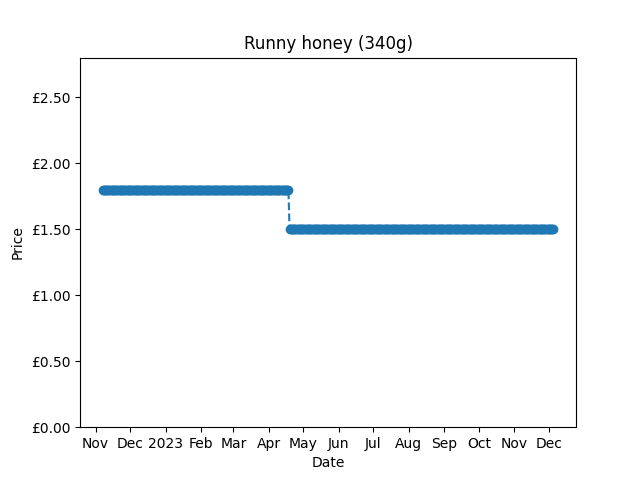 Runny honey (340g)
£2.50
£2.00
£1.50
£1.00
£0.50
£0.00
Price
Nov Dec 2023 Feb Mar Apr May Jun Jul Aug Sep Oct Nov Dec
Date